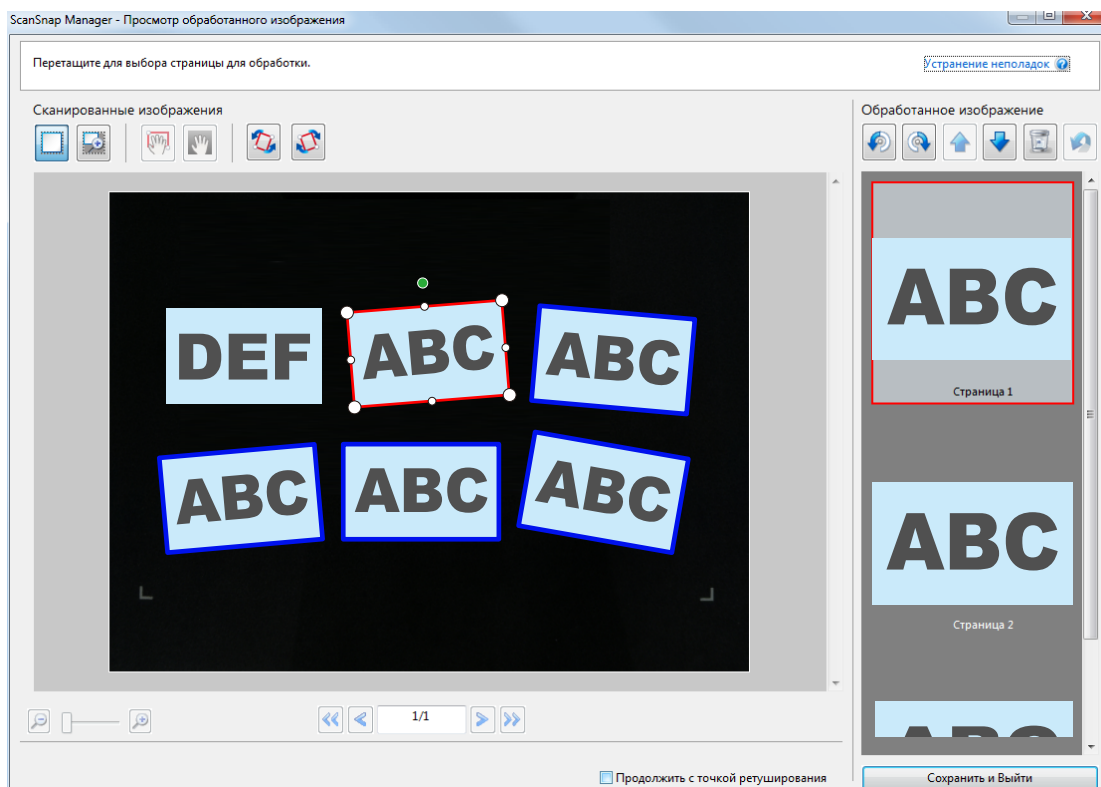 ScanSnap Manager - Просмотр обработанного изображения
Перетащите для выбора страницы для обработки.
Устранение неполадок
Сканированные изображения
Обработанное изображение
DEF
ABC
ABC
ABC
ABC
ABC
ABC
Страница 1
ABC
Страница 2
ABC
1/1
Продолжить с точкой ретуширования
Сохранить и Выйти